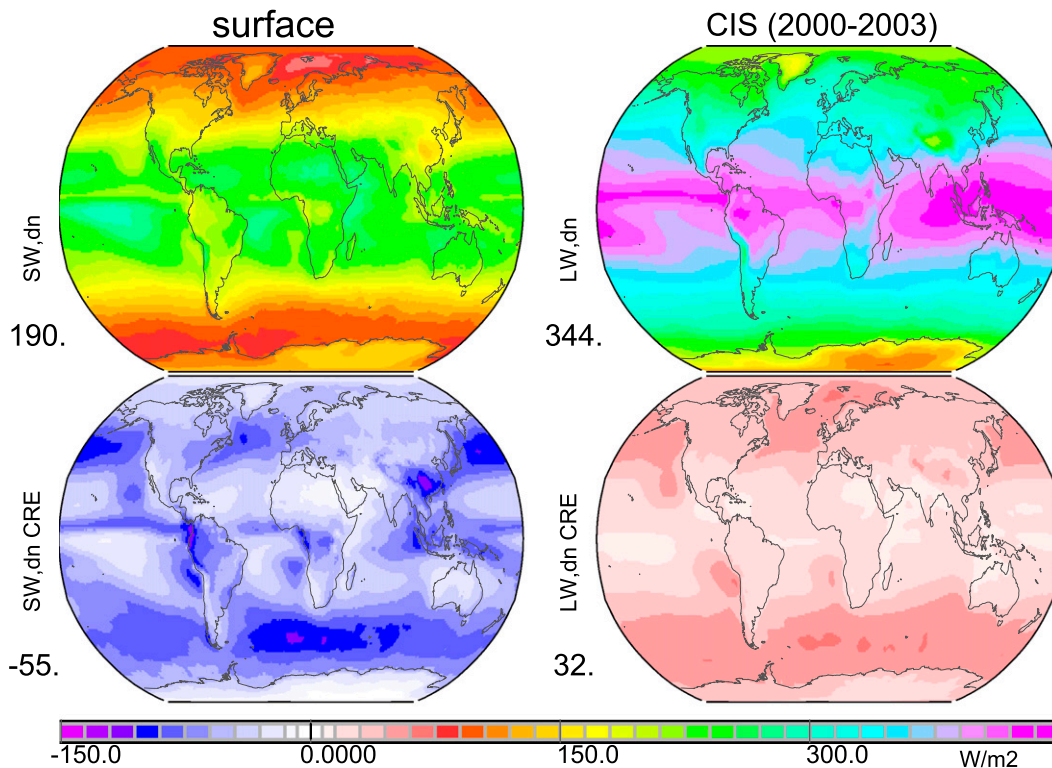 surface
CIS (2000-2003)
SW,dn
190.
LW,dn
344.
SW,dn CRE
-55.
LW,dn CRE
32.
-150.0
0.0000
150.0
300.0
W/m2